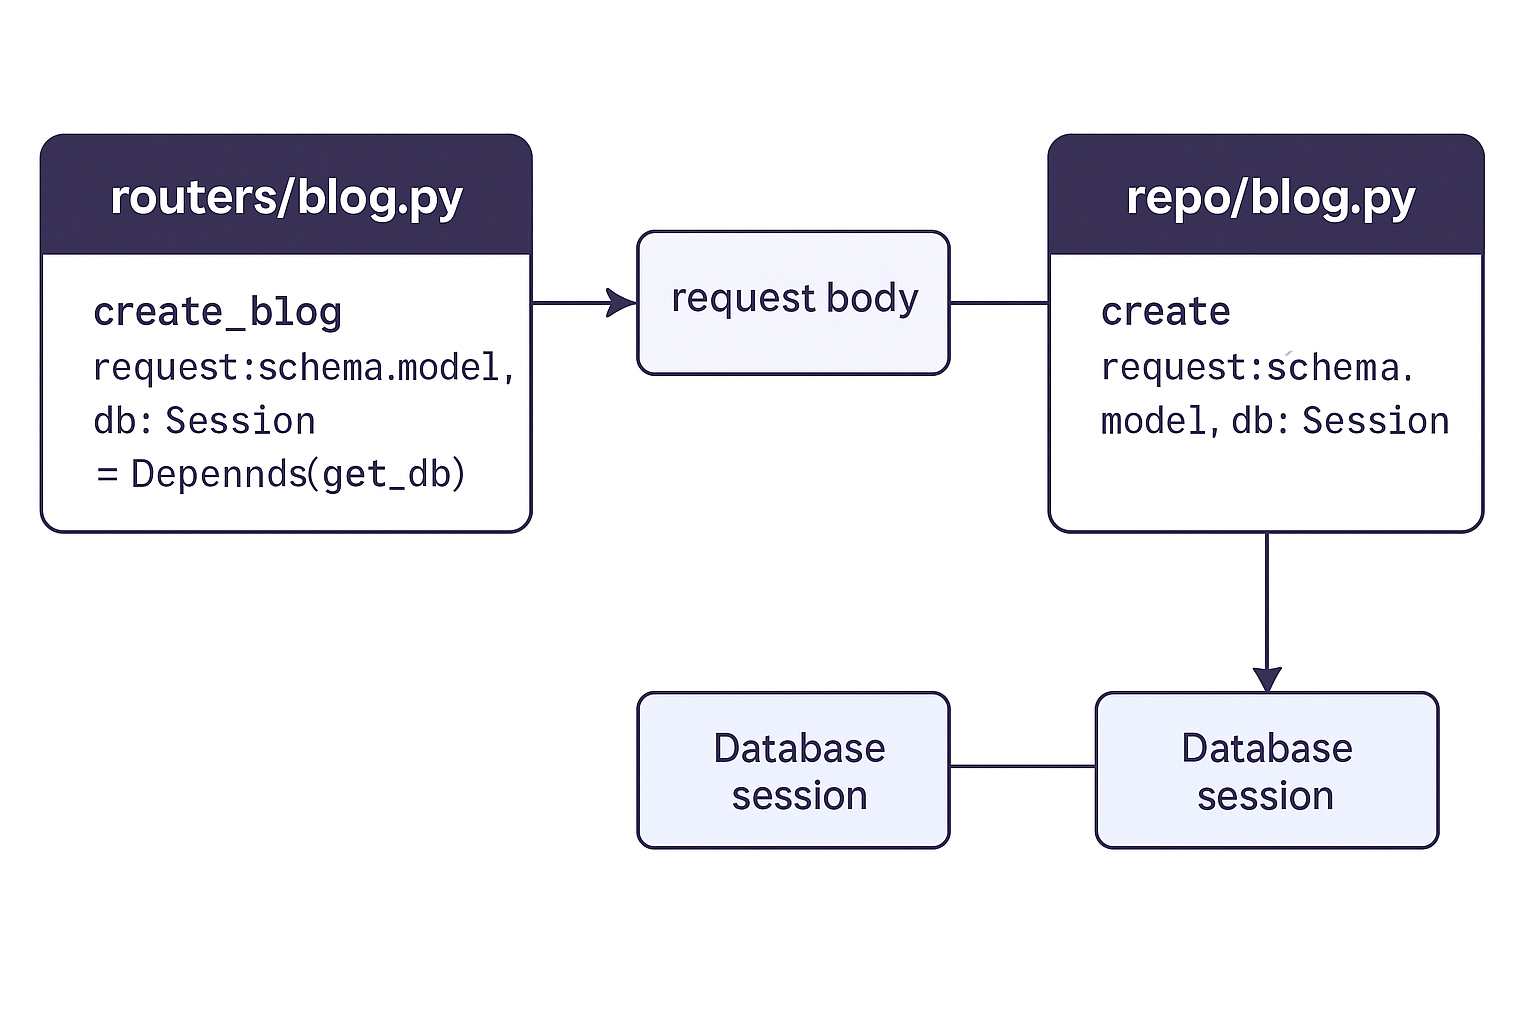 routers/blog.py
create_blog
request:schema.model,
db: Session
= Depennds(get_db)
request body
repo/blog.py
create
request:schema.
model, db: Session
Database
session
Database
session